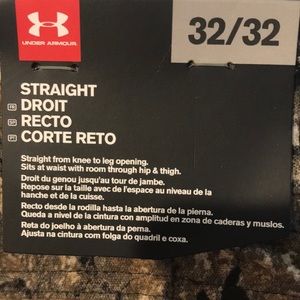 UNDER ARMOUR
32/32
STRAIGHT
FR DROIT
SP RECTO
PT CORTE RETO
Straight from knee to leg opening.
Sits at waist with room through hip & thigh.
Droit du genou jusqu'au tour de jambe.
Repose sur la taille avec de l'espace au niveau de la
hanche et de la cuisse.
Recto desde la rodilla hasta la abertura de la pierna.
Queda a nivel de la cintura con amplitud en zona de caderas y muslos.
Reta do joelho à abertura da perna.
Ajusta na cintura com folga do quadril e coxa.